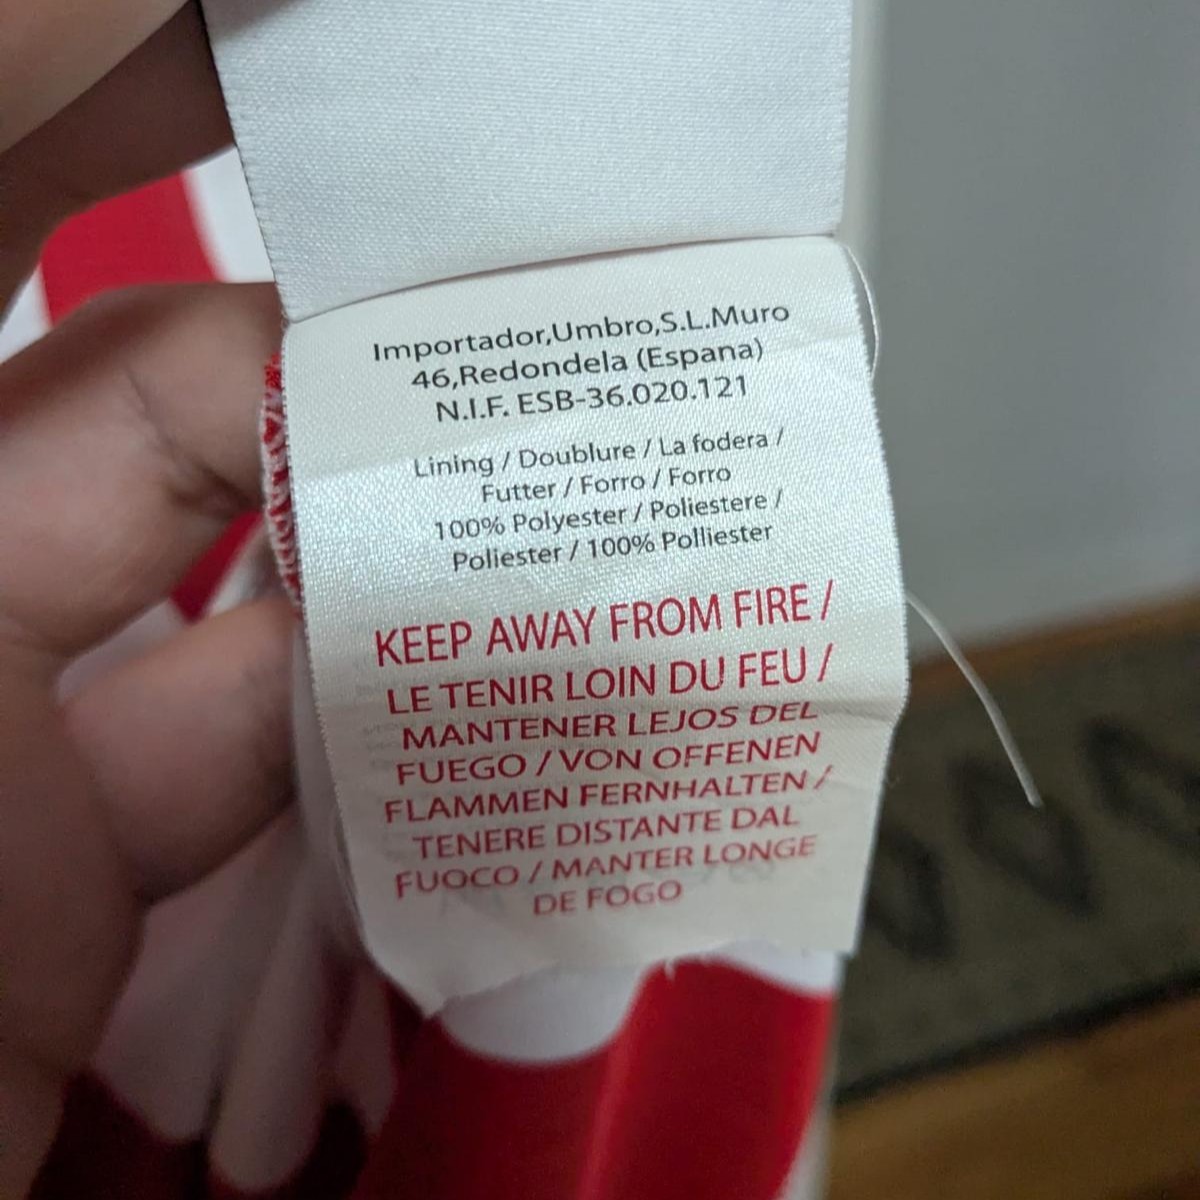 Importador,Umbro,S.L.Muro
46,Redondela (Espana)
N.I.F. ESB-36.020.121
Lining / Doublure / La fodera /
Futter / Forro / Forro
100% Polyester / Poliestere /
Poliester / 100% Polliester
KEEP AWAY FROM FIRE /
LE TENIR LOIN DU FEU /
MANTENER LEJOS DEL
FUEGO / VON OFFENEN
FLAMMEN FERNHALTEN /
TENERE DISTANTE DAL
FUOCO / MANTER LONGE
DE FOGO